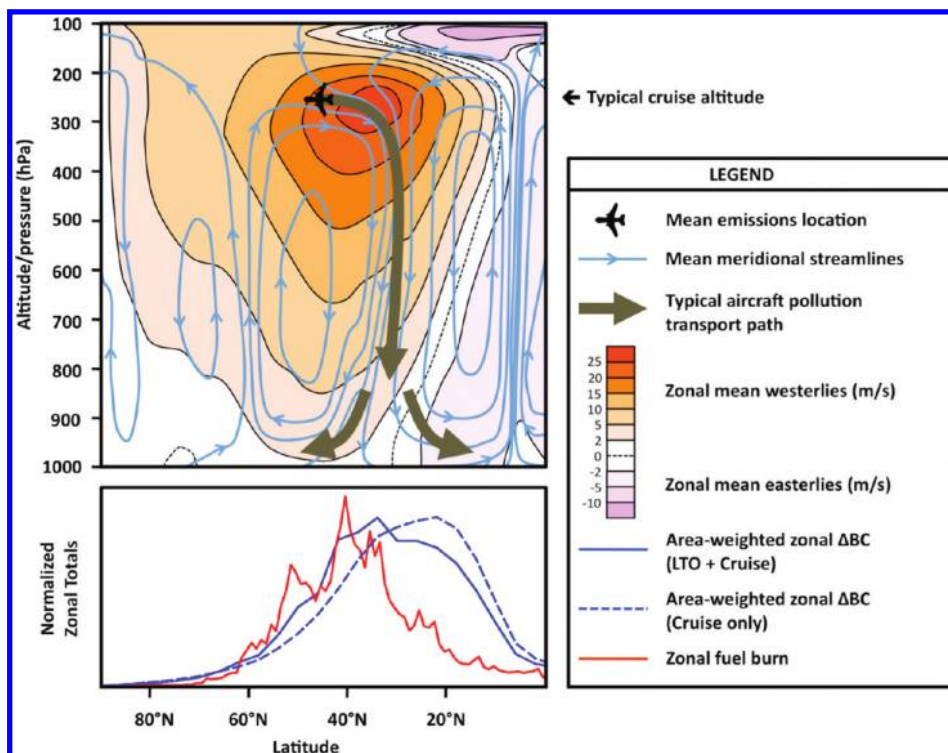 100
200
300
400
500
600
700
800
900
1000
Altitude/pressure (hPa)
← Typical cruise altitude
LEGEND
Mean emissions location
Mean meridional streamlines
Typical aircraft pollution
transport path
25
20
15
10
5
2
0
-2
-5
-10
Zonal mean westerlies (m/s)
Zonal mean easterlies (m/s)
Area-weighted zonal ΔBC
(LTO + Cruise)
Area-weighted zonal ΔBC
(Cruise only)
Zonal fuel burn
Normalized
Zonal Totals
80°N 60°N 40°N 20°N
Latitude